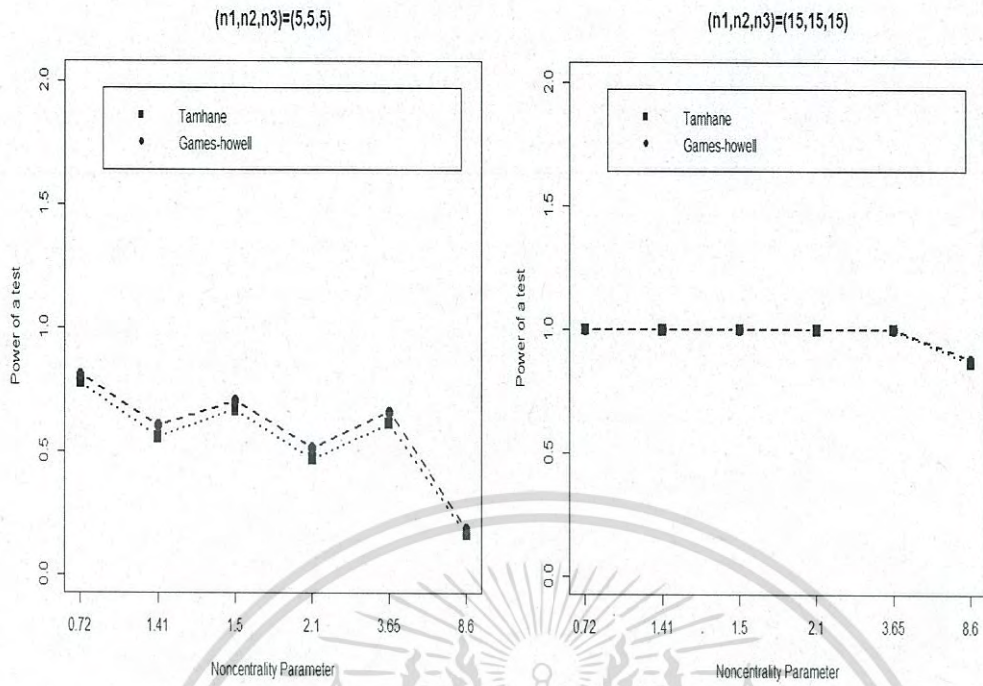 (n1,n2,n3)=(5,5,5)
Tamhane
Games-howell
2.0
1.5
1.0
0.5
0.0
Power of a test
0.72 1.41 1.5 2.1 3.65 8.6
Noncentrality Parameter
(n1,n2,n3)=(15,15,15)
Tamhane
Games-howell
2.0
1.5
1.0
0.5
0.0
Power of a test
0.72 1.41 1.5 2.1 3.65 8.6
Noncentrality Parameter